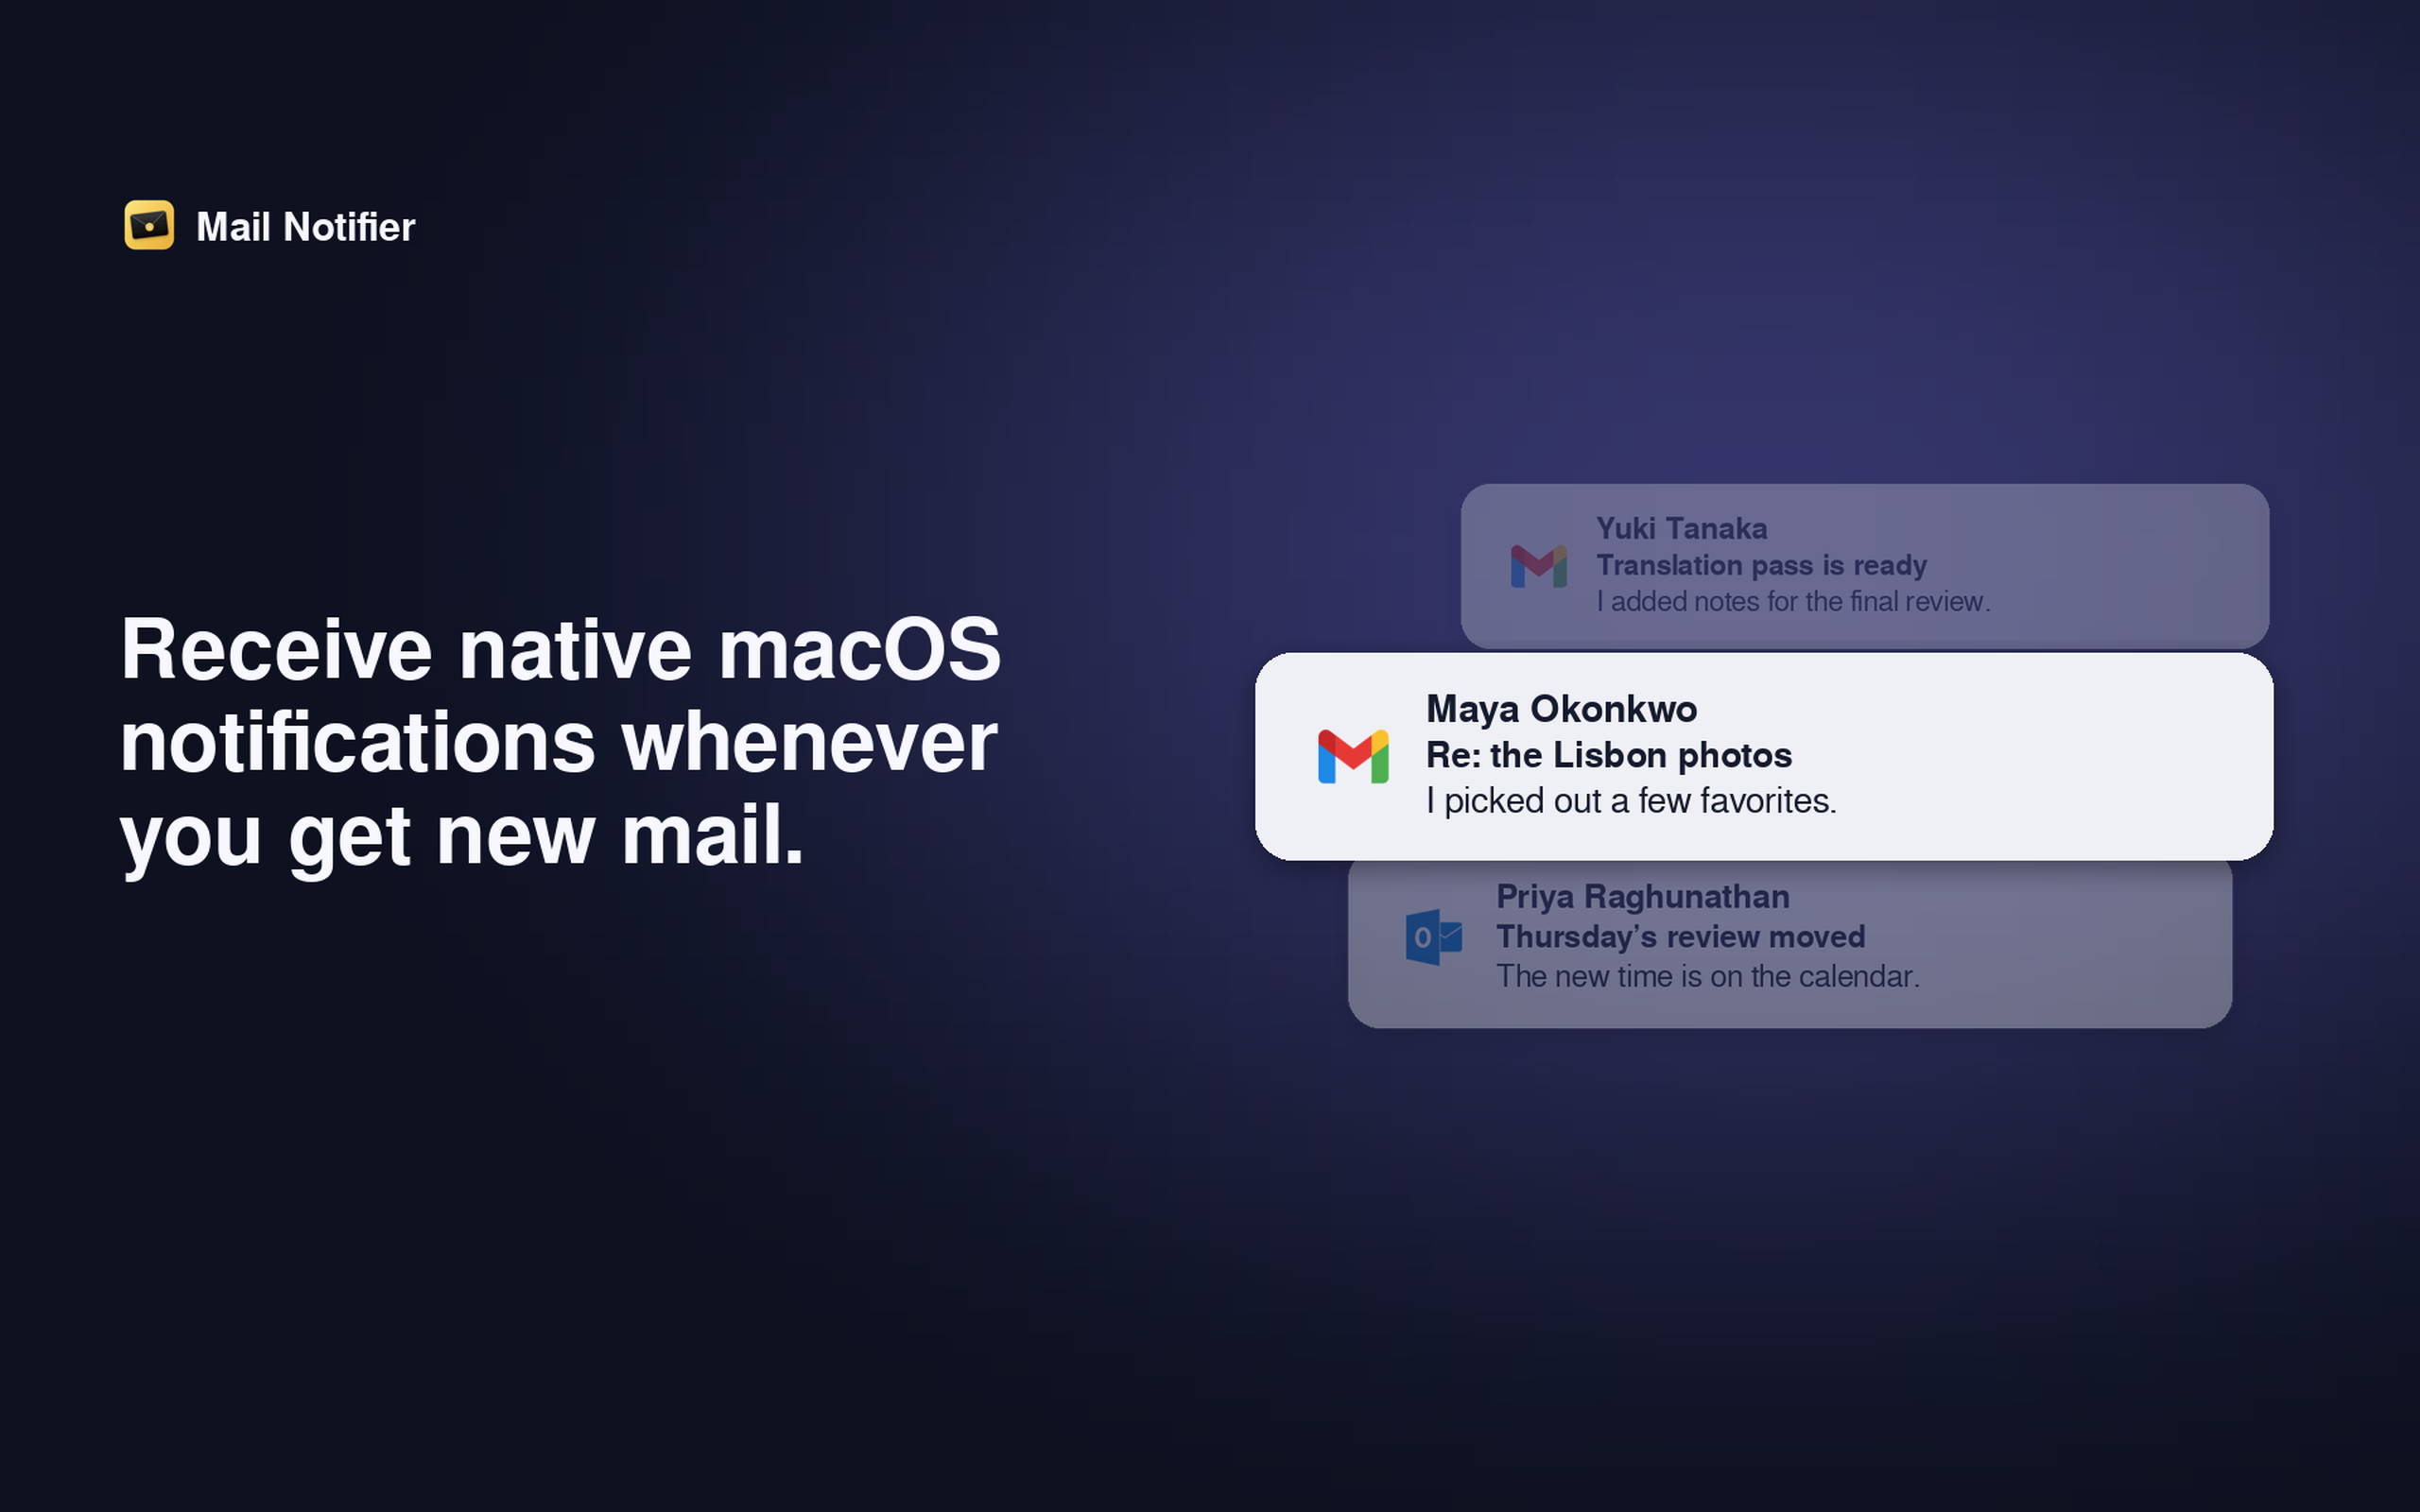 Mail Notifier
Receive native macOS
notifications whenever
you get new mail.
Yuki Tanaka
Translation pass is ready
I added notes for the final review.
Maya Okonkwo
Re: the Lisbon photos
I picked out a few favorites.
Priya Raghunathan
Thursday’s review moved
The new time is on the calendar.